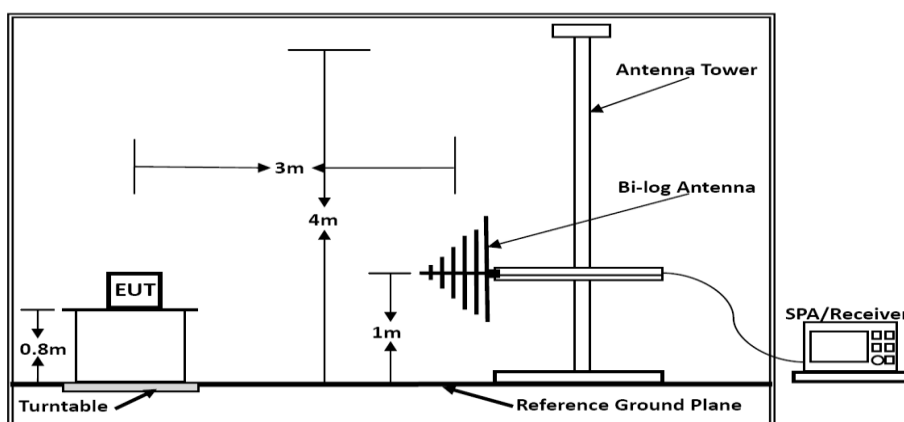 Antenna Tower
3m
Bi-log Antenna
4m
EUT
1m
SPA/Receiver
0.8m
Turntable
Reference Ground Plane